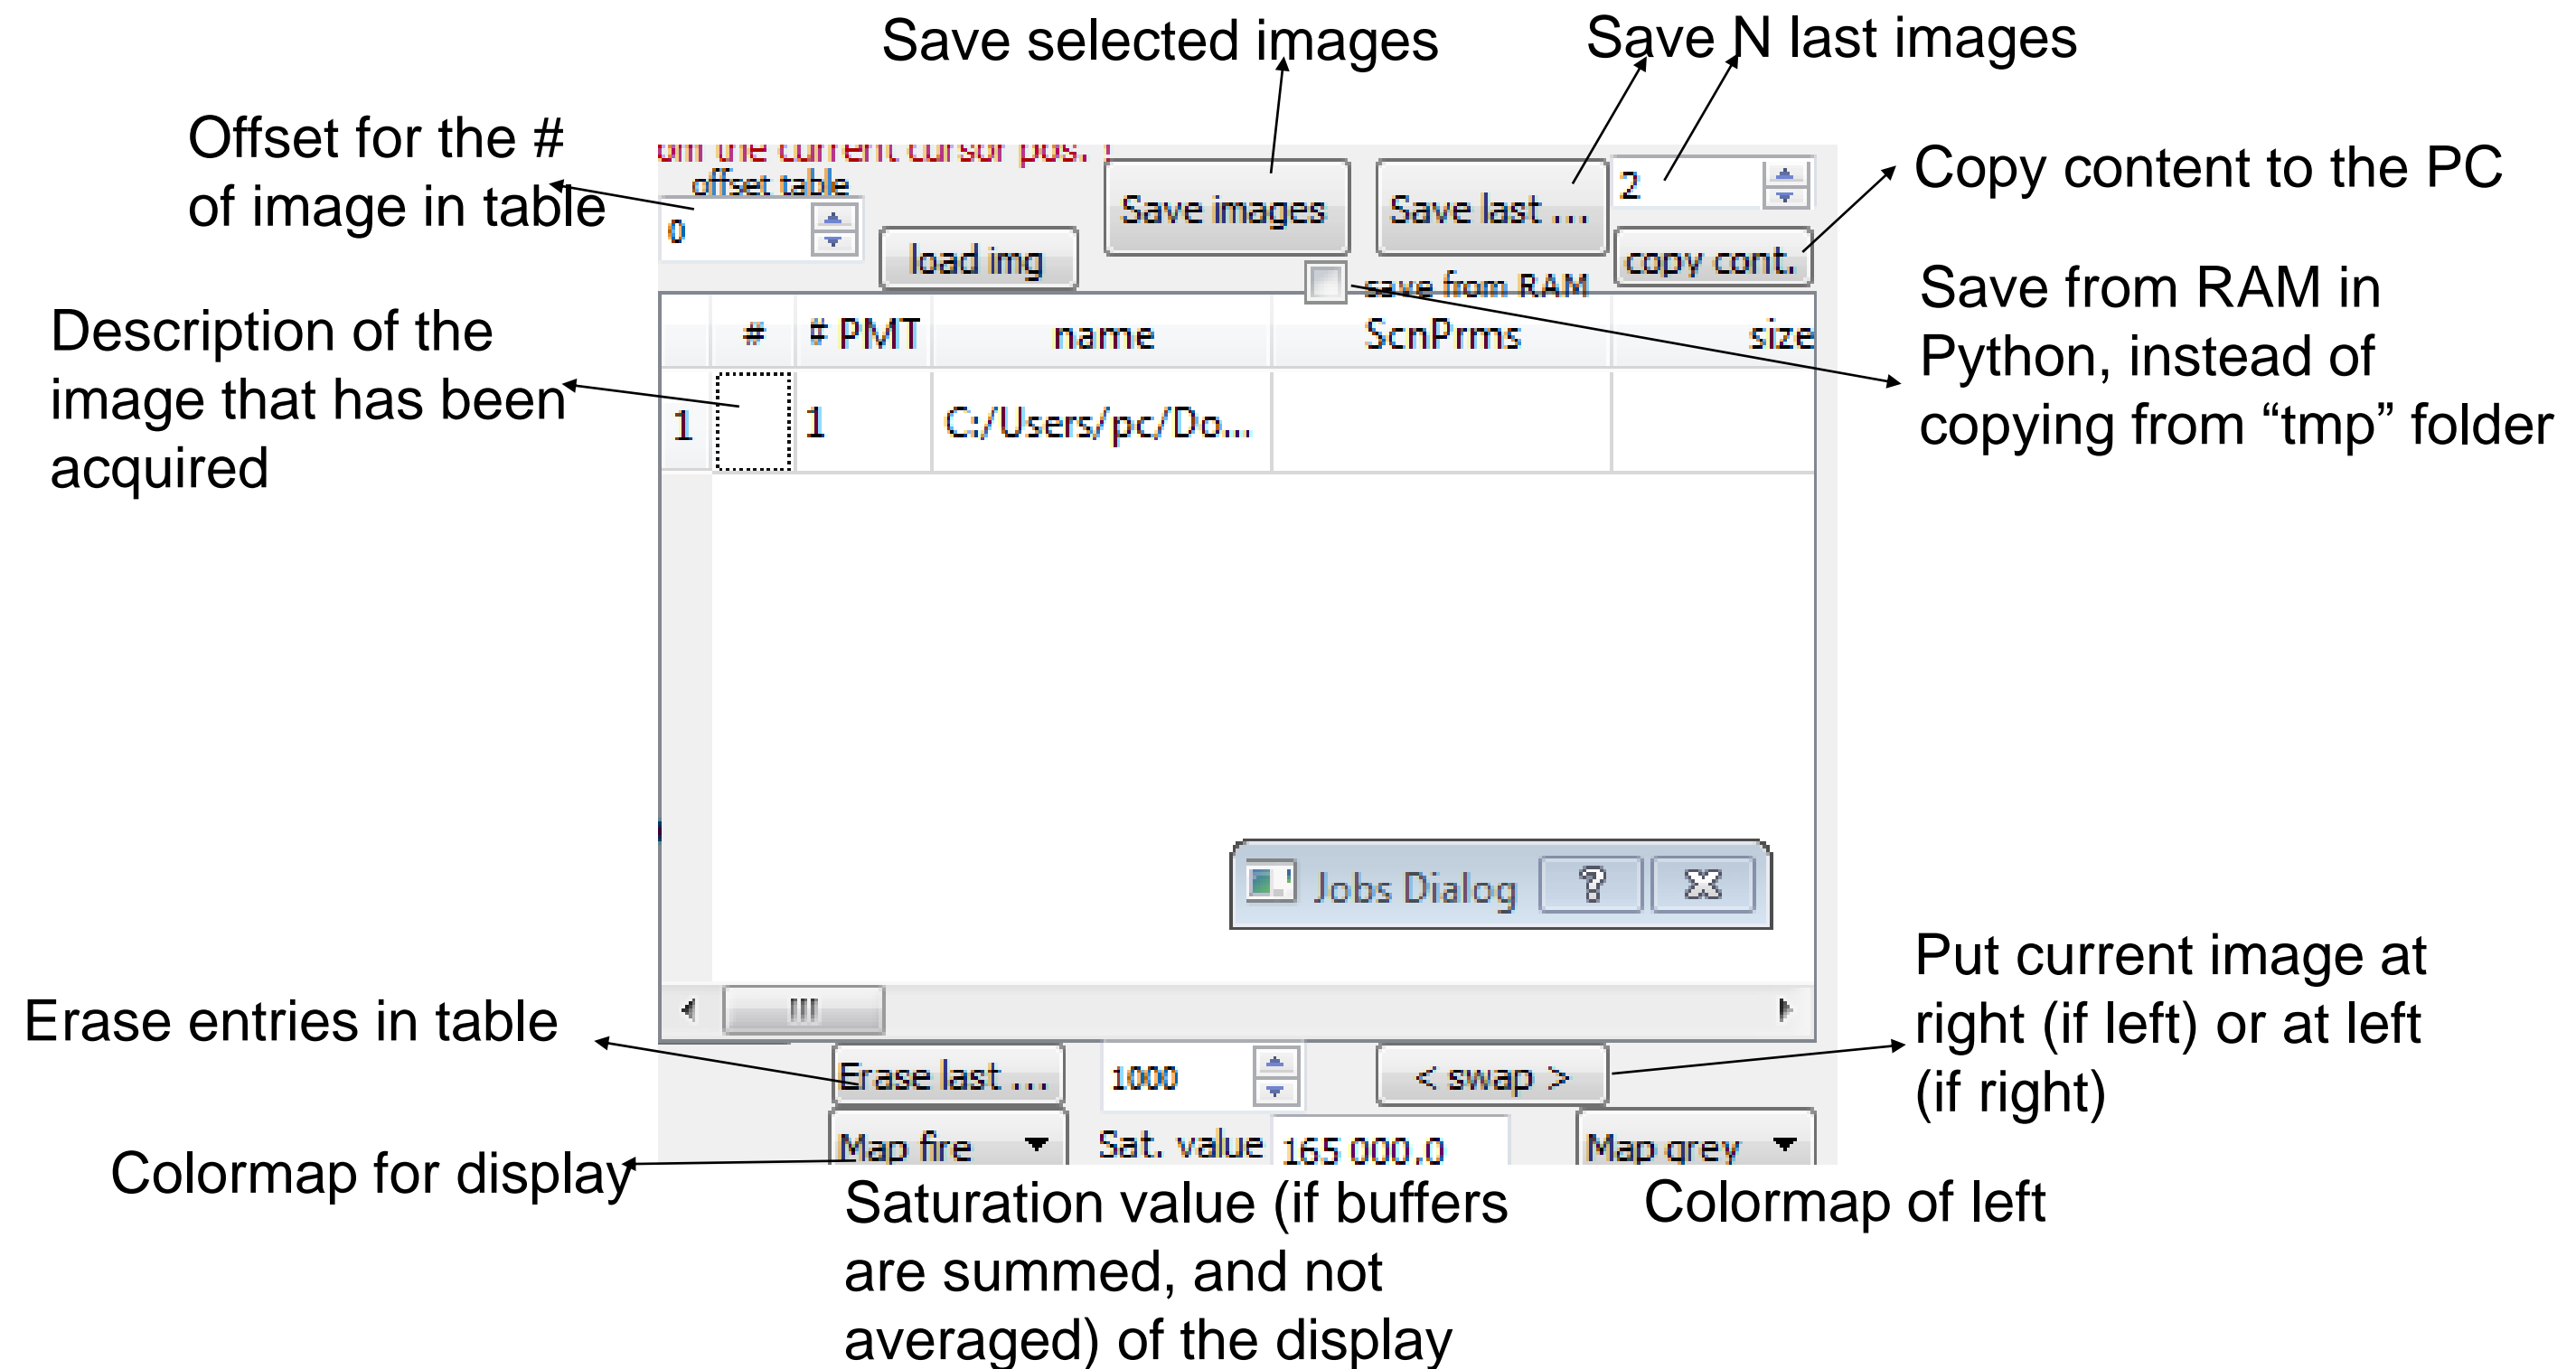 Save selected images
Save N last images
Offset for the #
of image in table
om the current cursor pos. !
offset table
0
load img
Save images
Save last ...
2
copy cont.
save from RAM
Copy content to the PC
Save from RAM in
Python, instead of
copying from “tmp” folder
Description of the
image that has been
acquired
# # PMT name ScnPrms size
1 1 C:/Users/pc/Do...
Jobs Dialog
Erase entries in table
Erase last ...
1000
< swap >
Put current image at
right (if left) or at left
(if right)
Colormap for display
Map fire
Sat. value
165 000.0
Map grey
Saturation value (if buffers
are summed, and not
averaged) of the display
Colormap of left